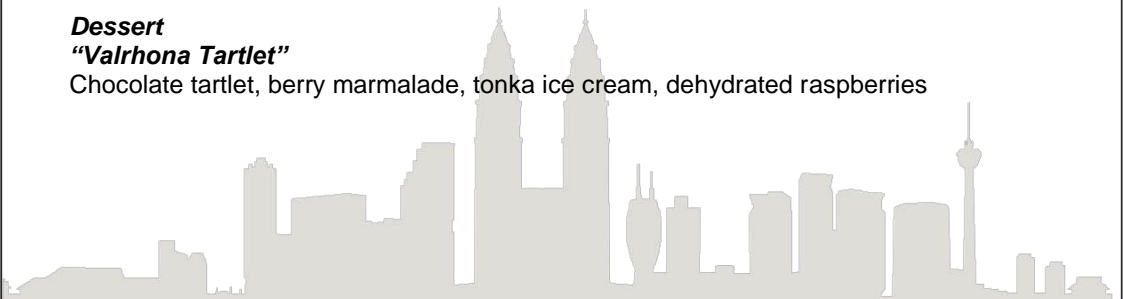 Dessert
“Valrhona Tartlet”
Chocolate tartlet, berry marmalade, tonka ice cream, dehydrated raspberries